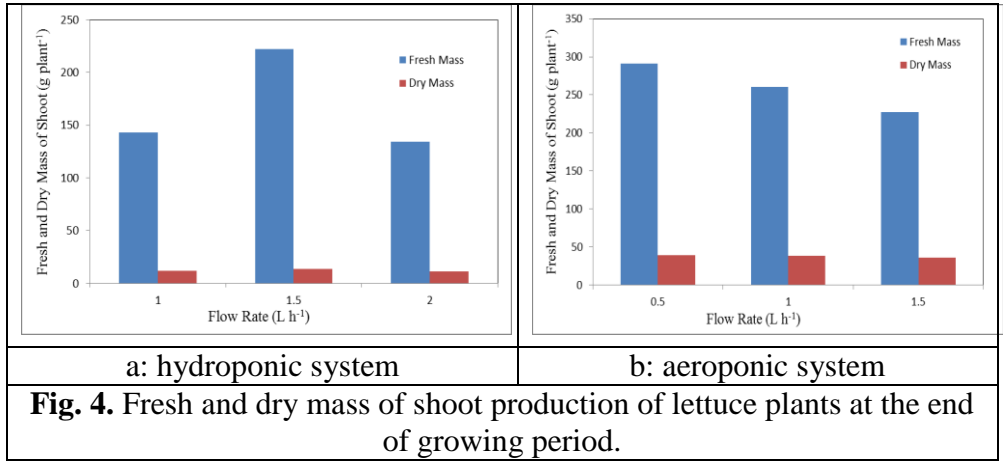 250
200
150
100
50
0
Fresh and Dry Mass of Shoot (g plant⁻¹)
Fresh Mass
Dry Mass
1 1.5 2
Flow Rate (L h⁻¹)
350
300
250
200
150
100
50
0
Fresh and Dry Mass of Shoot (g plant⁻¹)
Fresh Mass
Dry Mass
0.5 1 1.5
Flow Rate (L h⁻¹)
a: hydroponic system
b: aeroponic system
Fig. 4. Fresh and dry mass of shoot production of lettuce plants at the end
of growing period.